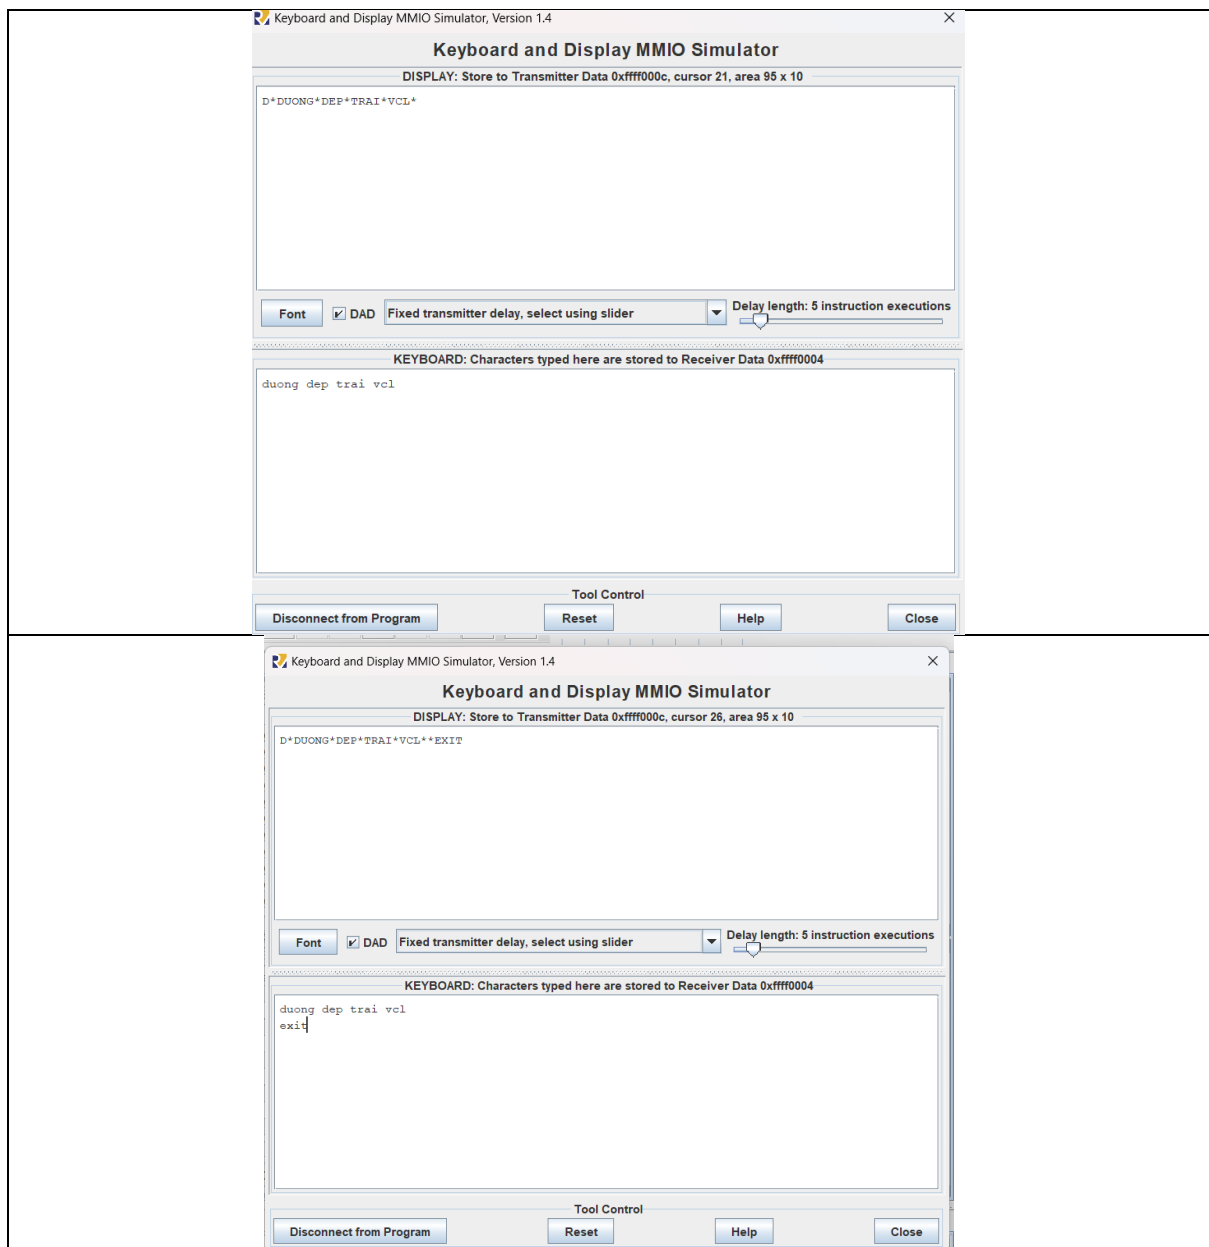 Keyboard and Display MMIO Simulator, Version 1.4
Keyboard and Display MMIO Simulator
DISPLAY: Store to Transmitter Data 0xffff000c, cursor 21, area 95 x 10
D*DUONG*DEP*TRAI*VCL*
Font DAD Fixed transmitter delay, select using slider Delay length: 5 instruction executions
KEYBOARD: Characters typed here are stored to Receiver Data 0xffff0004
duong dep trai vcl
Tool Control
Disconnect from Program Reset Help Close
Keyboard and Display MMIO Simulator, Version 1.4
Keyboard and Display MMIO Simulator
DISPLAY: Store to Transmitter Data 0xffff000c, cursor 26, area 95 x 10
D*DUONG*DEP*TRAI*VCL**EXIT
Font DAD Fixed transmitter delay, select using slider Delay length: 5 instruction executions
KEYBOARD: Characters typed here are stored to Receiver Data 0xffff0004
duong dep trai vcl
exit
Tool Control
Disconnect from Program Reset Help Close